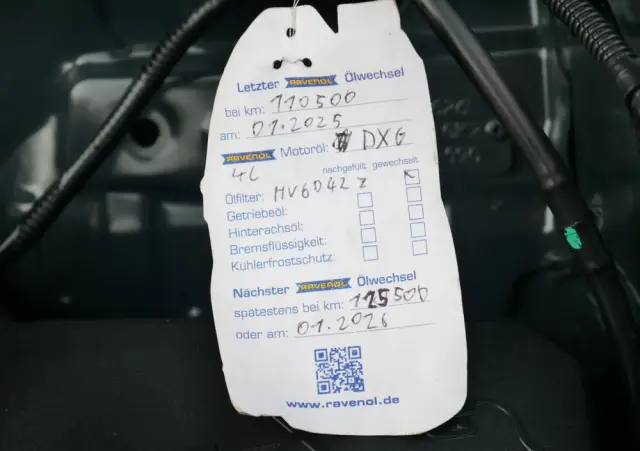 Letzter RAVENOL Ölwechsel
bei km: 110500
am: 01.2025
RAVENOL Motoröl: DXG
4L
nachgefüllt gewechselt
Ölfilter: HV60427
Getriebeöl:
Hinterachsöl:
Bremsflüssigkeit:
Kühlerfrostschutz:
Nächster RAVENOL Ölwechsel
spätestens bei km: 125500
oder am: 01.2026
www.ravenol.de